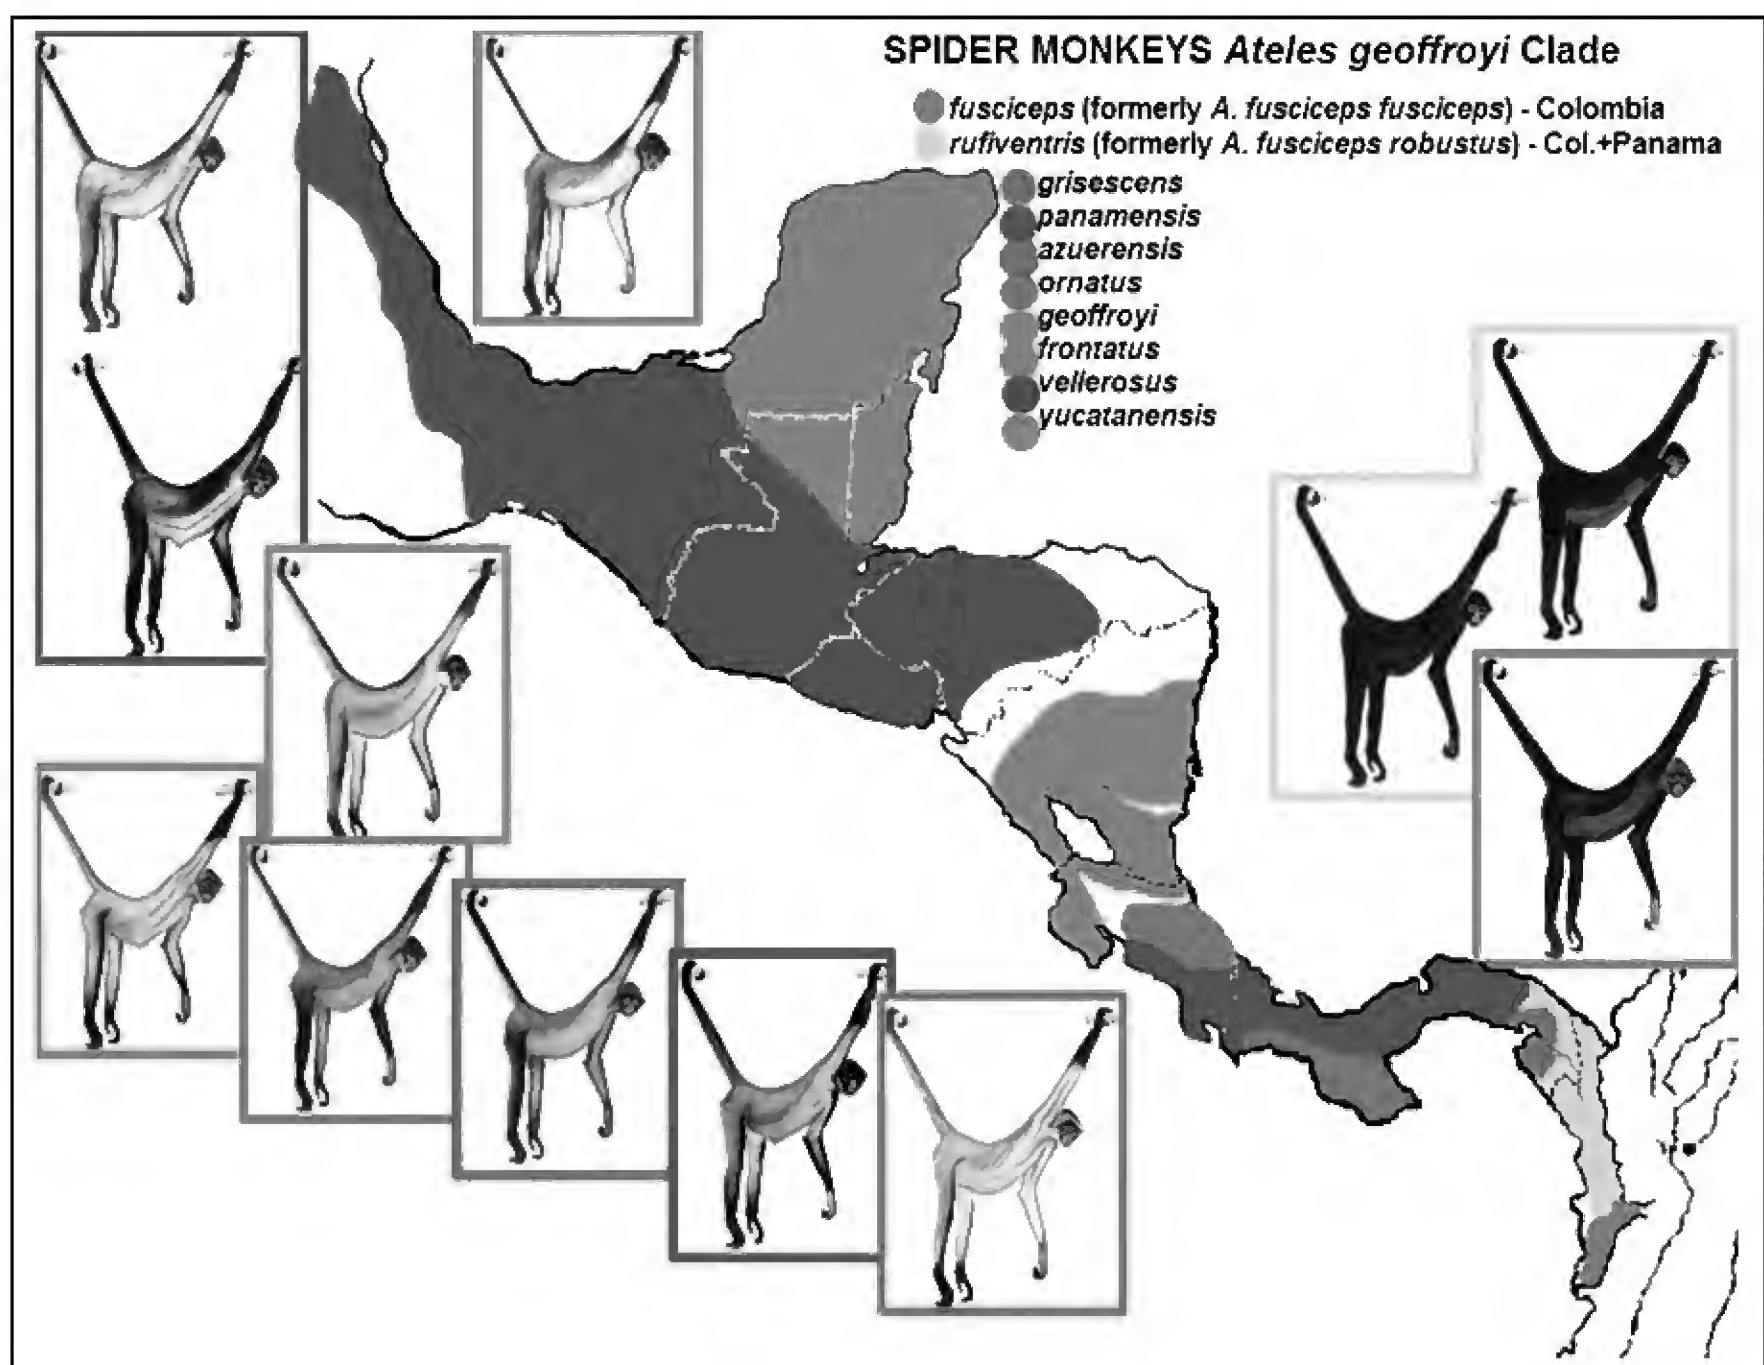 SPIDER MONKEYS Ateles geoffroyi Clade
fusciceps (formerly A. fusciceps fusciceps) - Colombia
rufiventris (formerly A. fusciceps robustus) - Col.+Panama
grisescens
panamensis
azuerensis
ornatus
geoffroyi
frontatus
vellerosus
yucatanensis